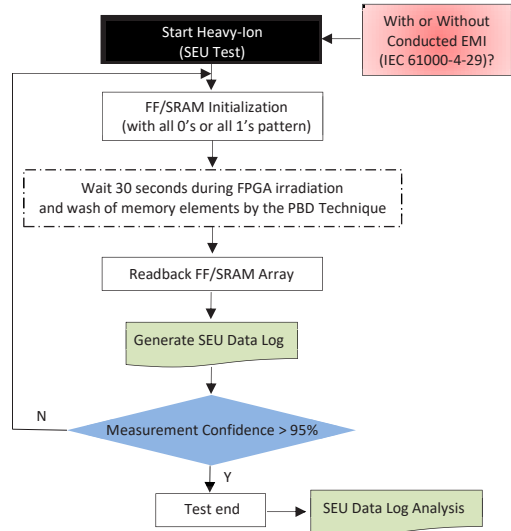 Start Heavy-Ion
(SEU Test)
With or Without
Conducted EMI
(IEC 61000-4-29)?
FF/SRAM Initialization
(with all 0's or all 1's pattern)
Wait 30 seconds during FPGA irradiation
and wash of memory elements by the PBD Technique
Readback FF/SRAM Array
Generate SEU Data Log
N
Measurement Confidence > 95%
Y
Test end
SEU Data Log Analysis